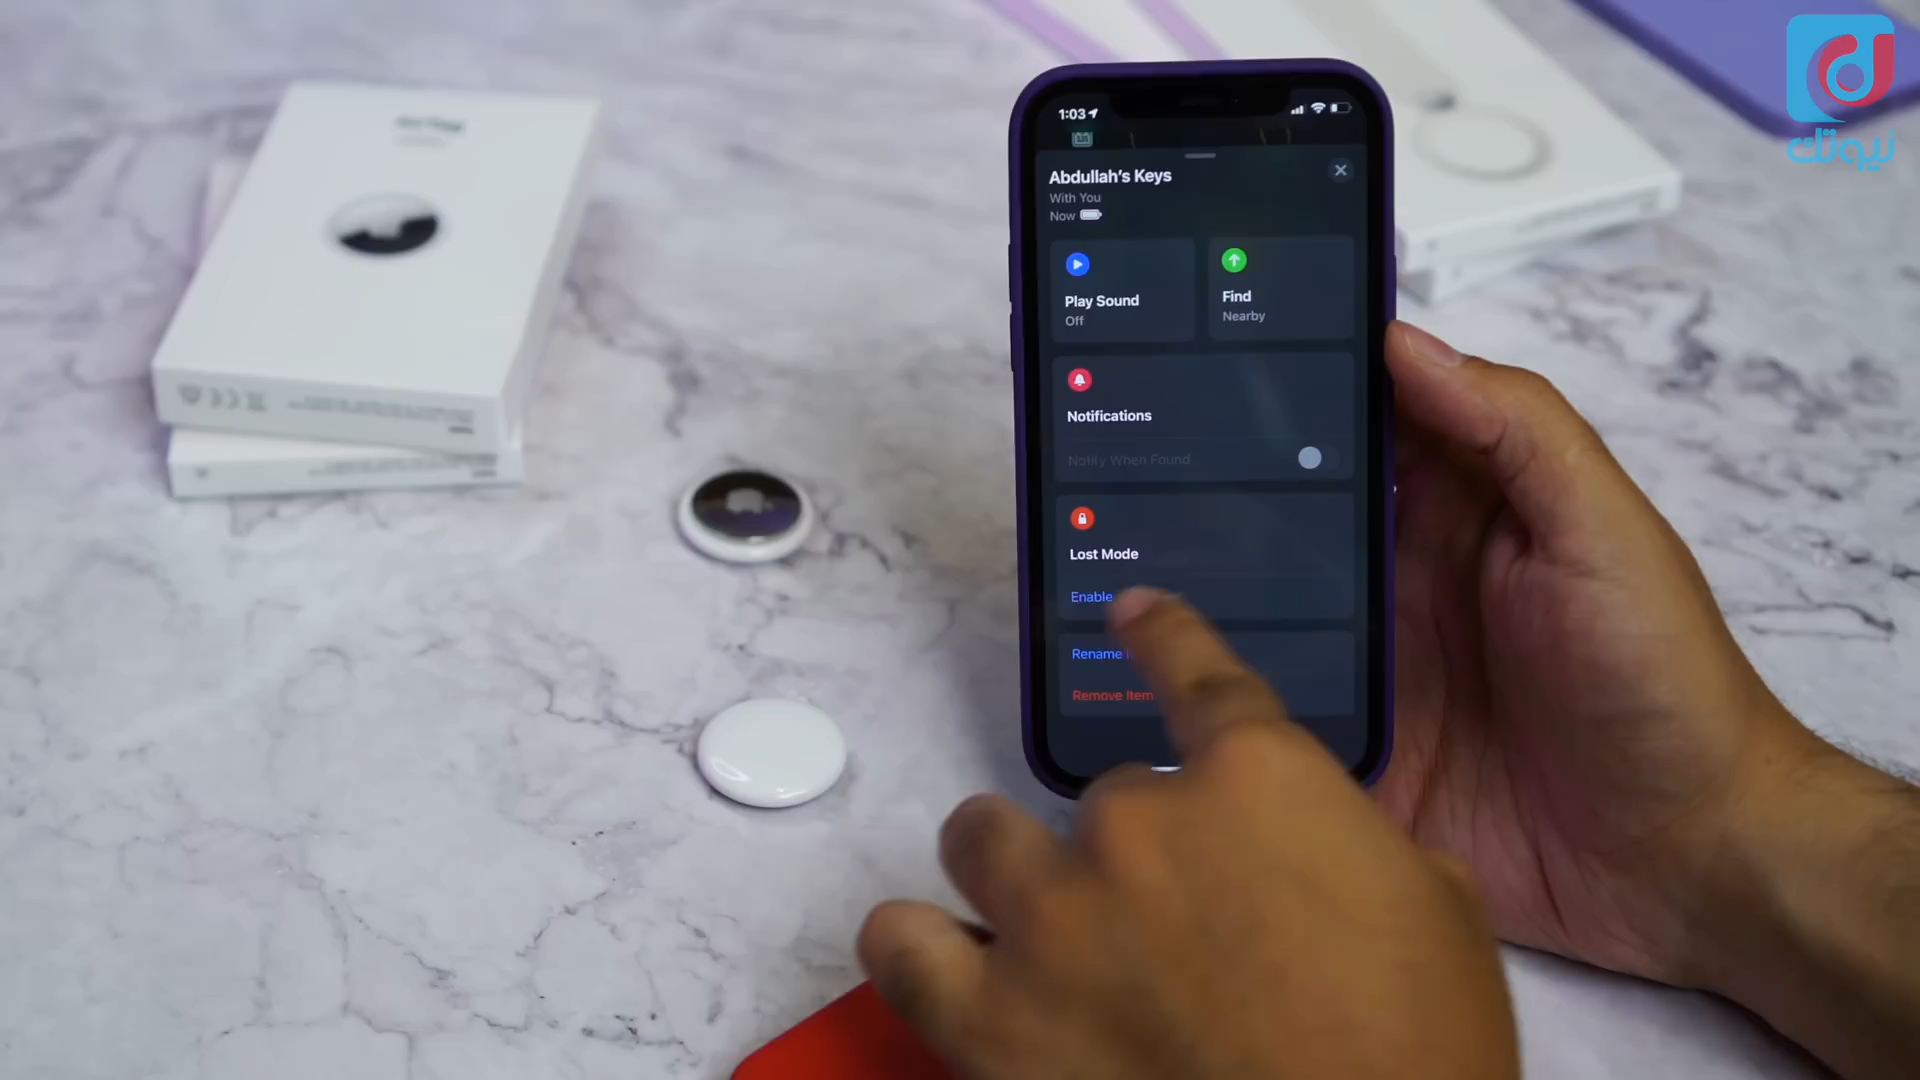 نيوتك
1:03
Abdullah's Keys
With You
Now
Play Sound
Off
Find
Nearby
Notifications
Notify When Found
Lost Mode
Enable
Rename
Remove Item